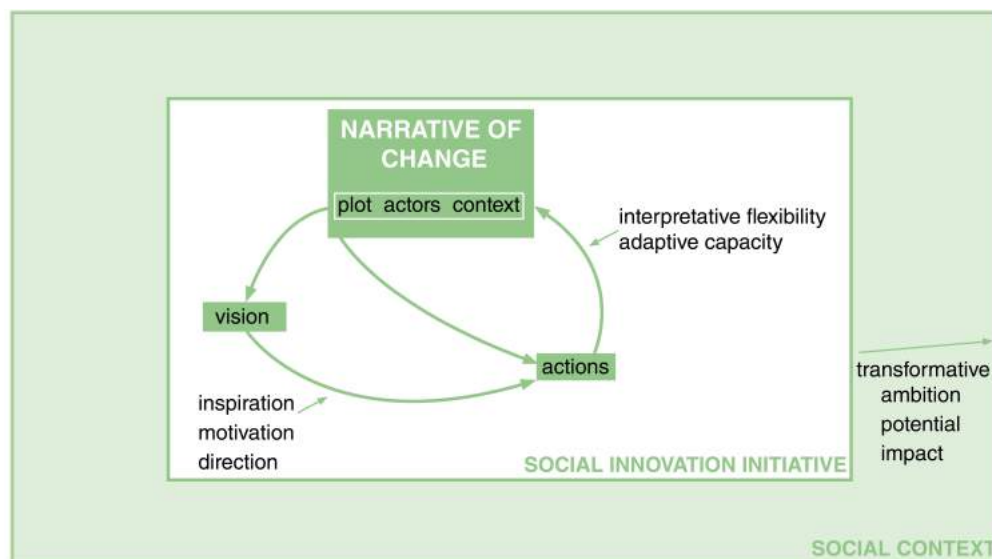 NARRATIVE OF
CHANGE
plot actors context
interpretative flexibility
adaptive capacity
vision
actions
inspiration
motivation
direction
transformative
ambition
potential
impact
SOCIAL INNOVATION INITIATIVE
SOCIAL CONTEXT